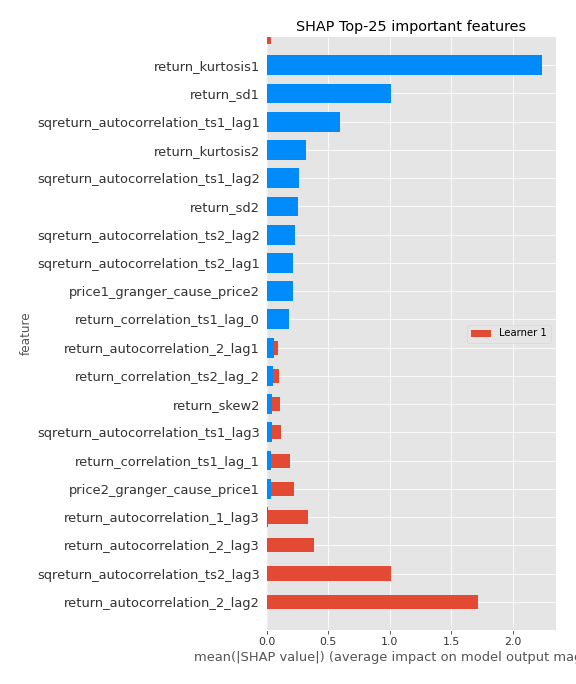 SHAP Top-25 important features
return_kurtosis1
return_sd1
sqreturn_autocorrelation_ts1_lag1
return_kurtosis2
sqreturn_autocorrelation_ts1_lag2
return_sd2
sqreturn_autocorrelation_ts2_lag2
sqreturn_autocorrelation_ts2_lag1
price1_granger_cause_price2
return_correlation_ts1_lag_0
feature
Learner 1
return_autocorrelation_2_lag1
return_correlation_ts2_lag_2
return_skew2
sqreturn_autocorrelation_ts1_lag3
return_correlation_ts1_lag_1
price2_granger_cause_price1
return_autocorrelation_1_lag3
return_autocorrelation_2_lag3
sqreturn_autocorrelation_ts2_lag3
return_autocorrelation_2_lag2
0.0 0.5 1.0 1.5 2.0
mean(|SHAP value|) (average impact on model output mag